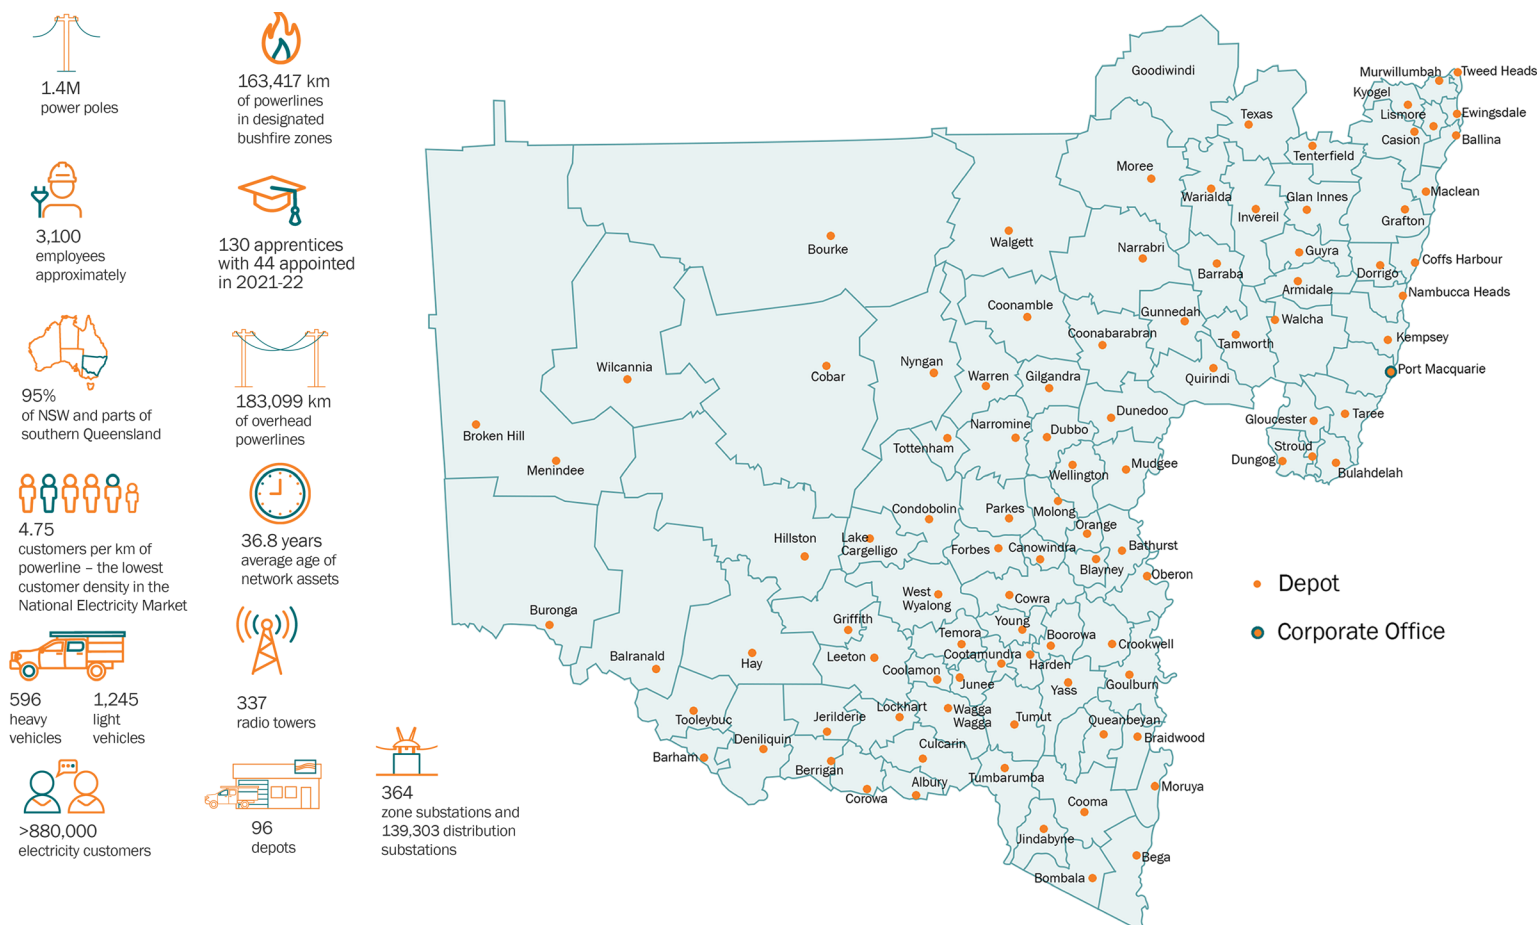 1.4M
power poles
163,417 km
of powerlines
in designated
bushfire zones
3,100
employees
approximately
130 apprentices
with 44 appointed
in 2021-22
95%
of NSW and parts of
southern Queensland
183,099 km
of overhead
powerlines
4.75
customers per km of
powerline – the lowest
customer density in the
National Electricity Market
36.8 years
average age of
network assets
596
heavy
vehicles
1,245
light
vehicles
337
radio towers
>880,000
electricity customers
96
depots
364
zone substations and
139,303 distribution
substations
Goodiwindi
Murwillumbah
Tweed Heads
Kyogel
Texas
Lismore
Ewingsdale
Casion
Ballina
Tenterfield
Moree
Warialda
Glan Innes
Maclean
Invereil
Grafton
Bourke
Walgett
Narrabri
Guyra
Coffs Harbour
Barraba
Dorrigo
Armidale
Nambucca Heads
Coonamble
Gunnedah
Walcha
Coonabarabran
Tamworth
Kempsey
Wilcannia
Cobar
Nyngan
Warren
Gilgandra
Quirindi
Port Macquarie
Broken Hill
Menindee
Narromine
Dubbo
Dunedoo
Gloucester
Taree
Tottenham
Stroud
Wellington
Mudgee
Dungog
Bulahdelah
Condobolin
Parkes
Molong
Orange
Hillston
Lake
Cargelligo
Forbes
Canowindra
Bathurst
Blayney
Oberon
Depot
Corporate Office
Buronga
West
Wyalong
Cowra
Griffith
Young
Temora
Boorowa
Balranald
Hay
Leeton
Cootamundra
Harden
Crookwell
Coolamon
Junee
Yass
Goulburn
Tooleybuc
Jerilderie
Lockhart
Wagga
Wagga
Tumut
Queanbeyan
Braidwood
Deniliquin
Culcarin
Barham
Berrigan
Albury
Tumbarumba
Corowa
Moruya
Cooma
Jindabyne
Bega
Bombala